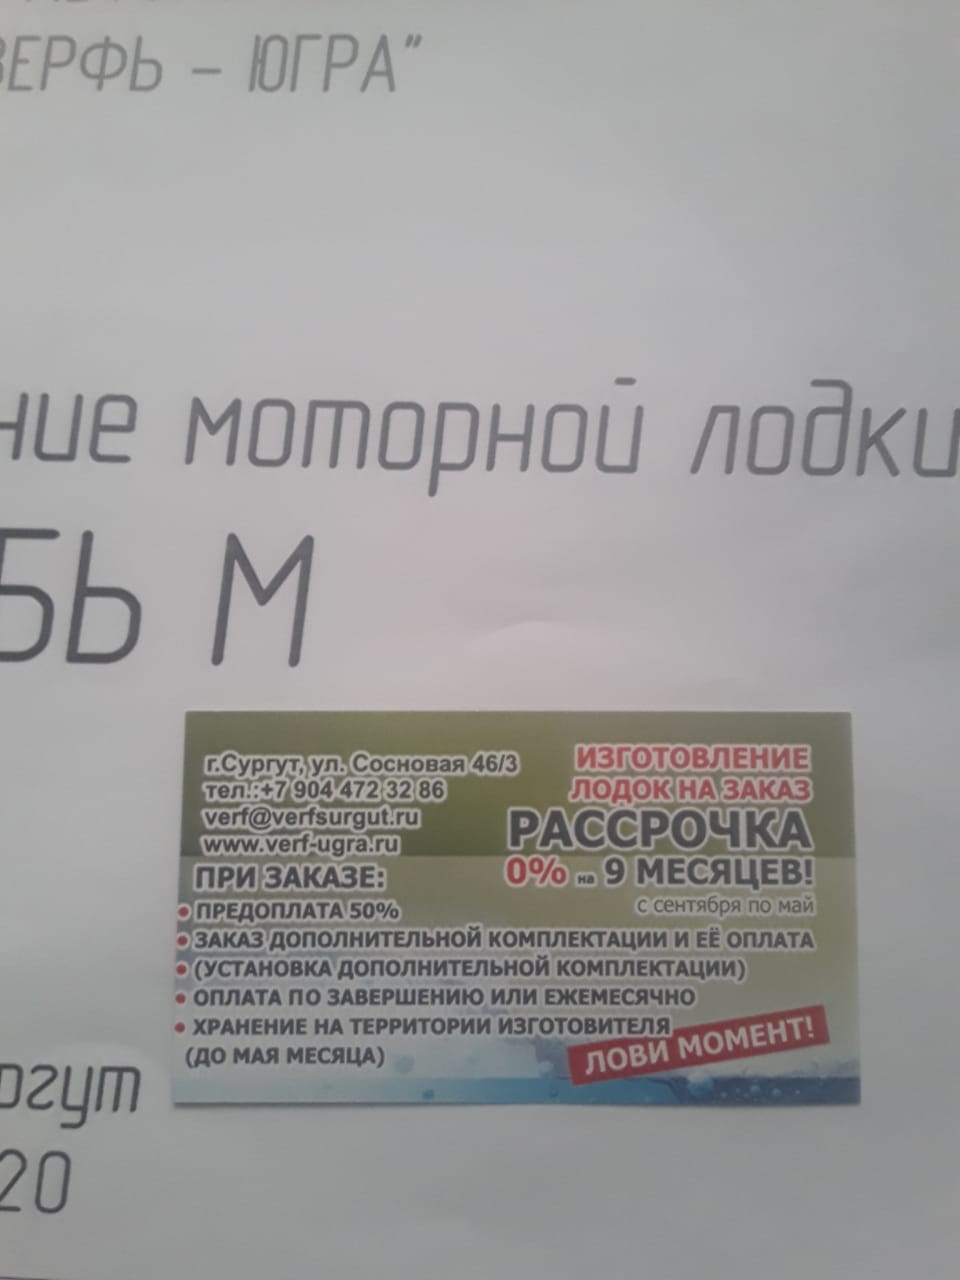 ВЕРФЬ – ЮГРА"
ние моторной лодки
БЬ М
г.Сургут, ул. Сосновая 46/3
тел.:+7 904 472 32 86
verf@verfsurgut.ru
www.verf-ugra.ru
ИЗГОТОВЛЕНИЕ
ЛОДОК НА ЗАКАЗ
РАССРОЧКА
0% на 9 МЕСЯЦЕВ!
с сентября по май
ПРИ ЗАКАЗЕ:
• ПРЕДОПЛАТА 50%
• ЗАКАЗ ДОПОЛНИТЕЛЬНОЙ КОМПЛЕКТАЦИИ И ЕЁ ОПЛАТА
• (УСТАНОВКА ДОПОЛНИТЕЛЬНОЙ КОМПЛЕКТАЦИИ)
• ОПЛАТА ПО ЗАВЕРШЕНИЮ ИЛИ ЕЖЕМЕСЯЧНО
• ХРАНЕНИЕ НА ТЕРРИТОРИИ ИЗГОТОВИТЕЛЯ
(ДО МАЯ МЕСЯЦА)
ЛОВИ МОМЕНТ!
ргут
20